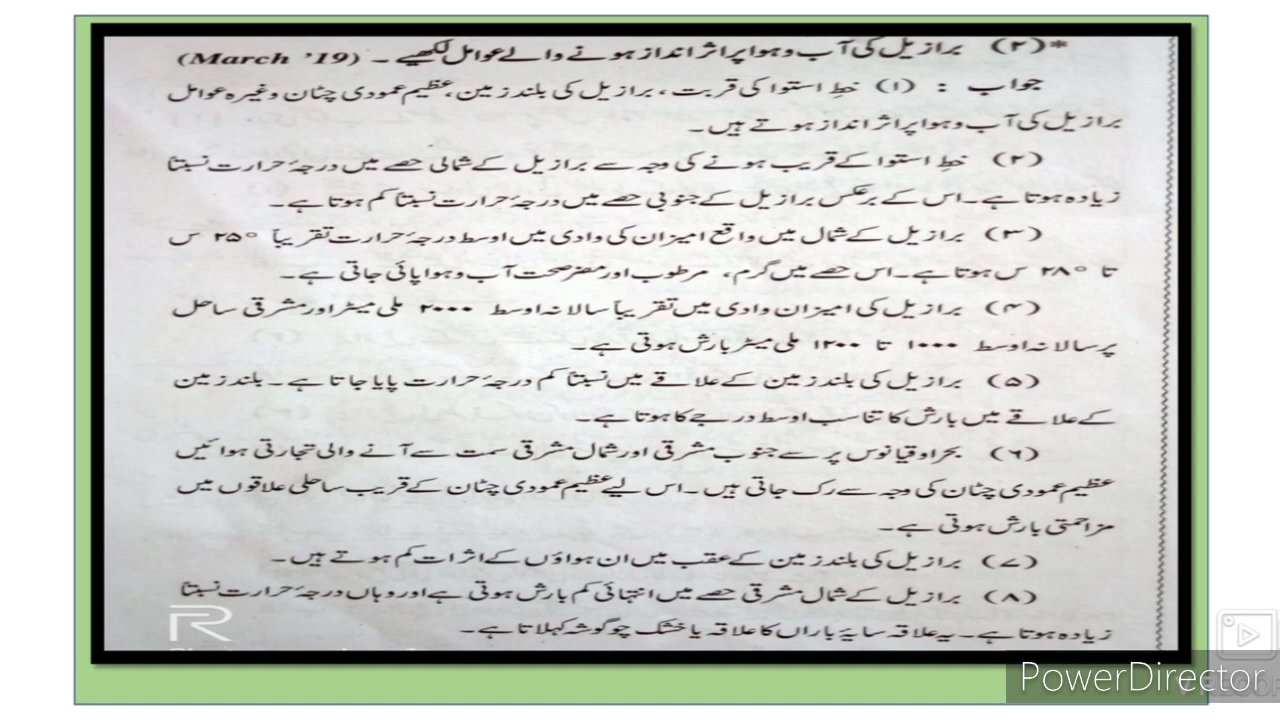 *(۲) برازیل کی آب و ہوا پر اثر انداز ہونے والے عوامل لکھیے۔ (March '19)
جواب : (۱) خطِ استوا کی قربت، برازیل کی بلند زمین، عظیم عمودی چٹان وغیرہ عوامل
برازیل کی آب و ہوا پر اثر انداز ہوتے ہیں۔
(۲) خطِ استوا کے قریب ہونے کی وجہ سے برازیل کے شمالی حصے میں درجۂ حرارت نسبتاً
زیادہ ہوتا ہے۔ اس کے برعکس برازیل کے جنوبی حصے میں درجۂ حرارت نسبتاً کم ہوتا ہے۔
(۳) برازیل کے شمال میں واقع امیزان کی وادی میں اوسط درجۂ حرارت تقریباً ۲۵° س
تا ۲۸° س ہوتا ہے۔ اس حصے میں گرم، مرطوب اور مضر صحت آب و ہوا پائی جاتی ہے۔
(۴) برازیل کی امیزان وادی میں تقریباً سالانہ اوسط ۲۰۰۰ ملی میٹر اور مشرقی ساحل
پر سالانہ اوسط ۱۰۰۰ تا ۱۲۰۰ ملی میٹر بارش ہوتی ہے۔
(۵) برازیل کی بلند زمین کے علاقے میں نسبتاً کم درجۂ حرارت پایا جاتا ہے۔ بلند زمین
کے علاقے میں بارش کا تناسب اوسط درجے کا ہوتا ہے۔
(۶) بحر اوقیانوس پر سے جنوب مشرقی اور شمال مشرقی سمت سے آنے والی تجارتی ہوائیں
عظیم عمودی چٹان کی وجہ سے رک جاتی ہیں۔ اس لیے عظیم عمودی چٹان کے قریب ساحلی علاقوں میں
مزاحمتی بارش ہوتی ہے۔
(۷) برازیل کی بلند زمین کے عقب میں ان ہواؤں کے اثرات کم ہوتے ہیں۔
(۸) برازیل کے شمال مشرقی حصے میں انتہائی کم بارش ہوتی ہے اور وہاں درجۂ حرارت نسبتاً
زیادہ ہوتا ہے۔ یہ علاقہ سایۂ باراں کا علاقہ یا خشک چوگوشہ کہلاتا ہے۔
PowerDirector